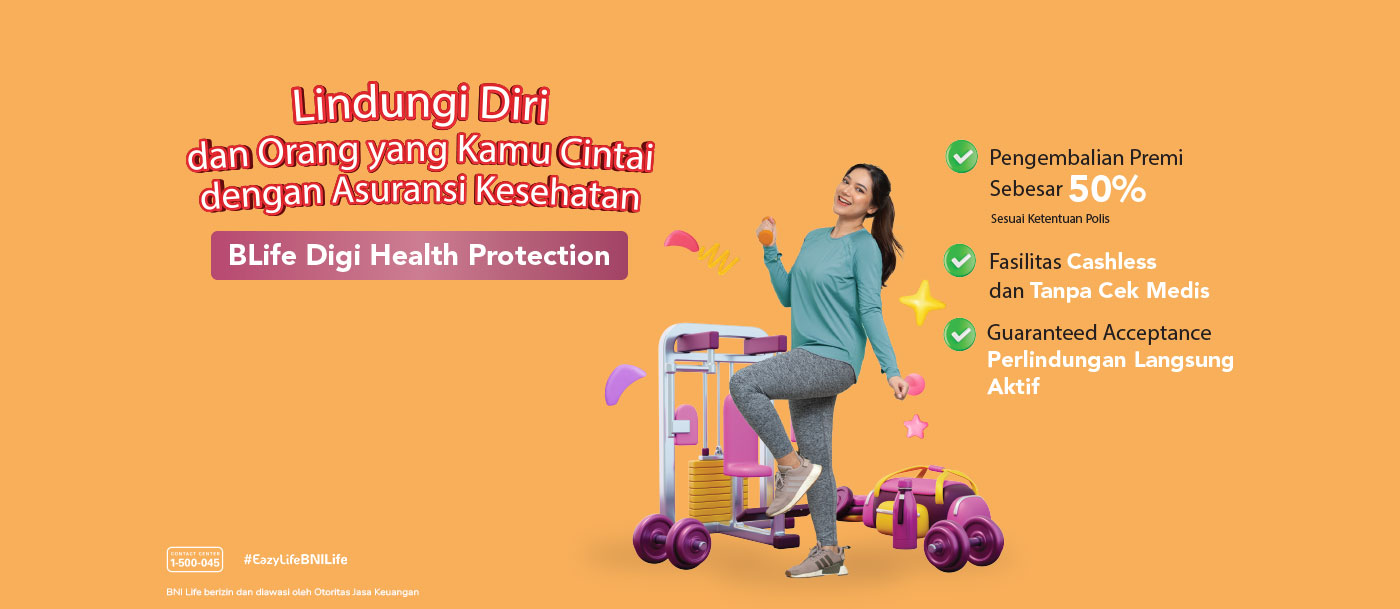 Lindungi Diri
dan Orang yang Kamu Cintai
dengan Asuransi Kesehatan
BLife Digi Health Protection
Pengembalian Premi
Sebesar 50%
Sesuai Ketentuan Polis
Fasilitas Cashless
dan Tanpa Cek Medis
Guaranteed Acceptance
Perlindungan Langsung
Aktif
CONTACT CENTER
1-500-045
#EazyLifeBNILife
BNI Life berizin dan diawasi oleh Otoritas Jasa Keuangan